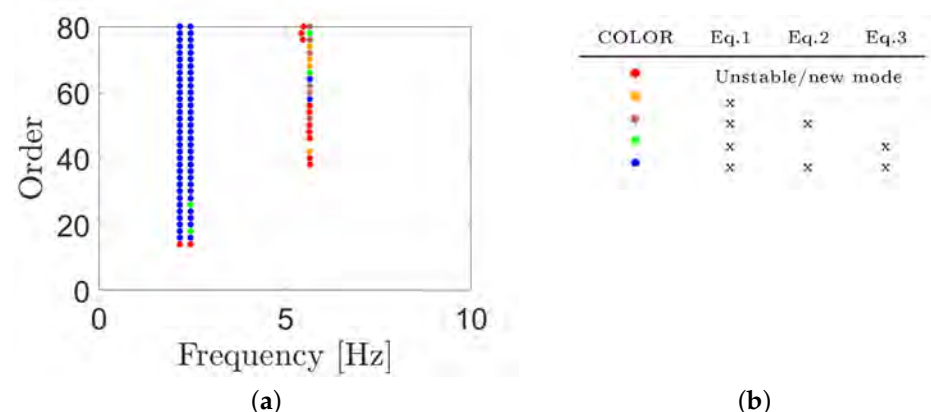 80
60
40
20
0
Order
0 5 10
Frequency [Hz]
(a)
COLOR Eq.1 Eq.2 Eq.3
Unstable/new mode
x
x x
x x
x x x
(b)